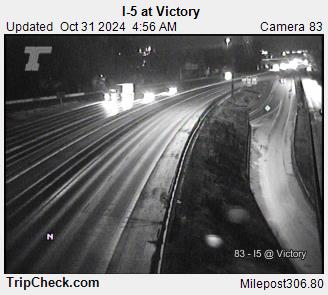 I-5 at Victory
Updated Oct 31 2024 4:56 AM Camera 83
T
N
83 - I5 @ Victory
TripCheck.com Milepost306.80